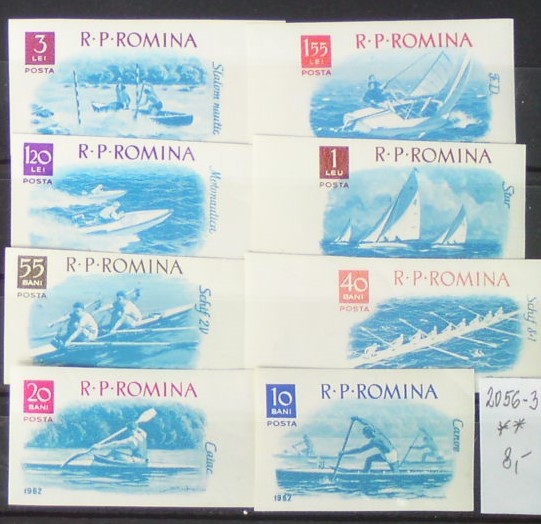 3
LEI
POSTA
R·P·ROMINA
Slalom nautic
1.55
LEI
POSTA
R·P·ROMINA
F.D.
1.20
LEI
POSTA
R·P·ROMINA
Motonautica
1
LEU
POSTA
R·P·ROMINA
Star
55
BANI
POSTA
R·P·ROMINA
Schif 2V
40
BANI
POSTA
R·P·ROMINA
Schif 8+1
20
BANI
POSTA
R·P·ROMINA
Caiac
1962
10
BANI
POSTA
R·P·ROMINA
Canoe
1962
2056-3
**
8,-